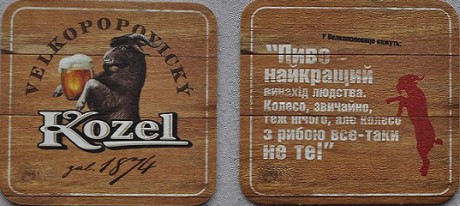 VELKOPOPOVICKÝ
Kozel
zal. 1874
У Велкопоповіце кажуть:
"Пиво -
найкращий
винахід людства.
Колесо, звичайно,
теж нічого, але колесо
з рибою все-таки
не те!"